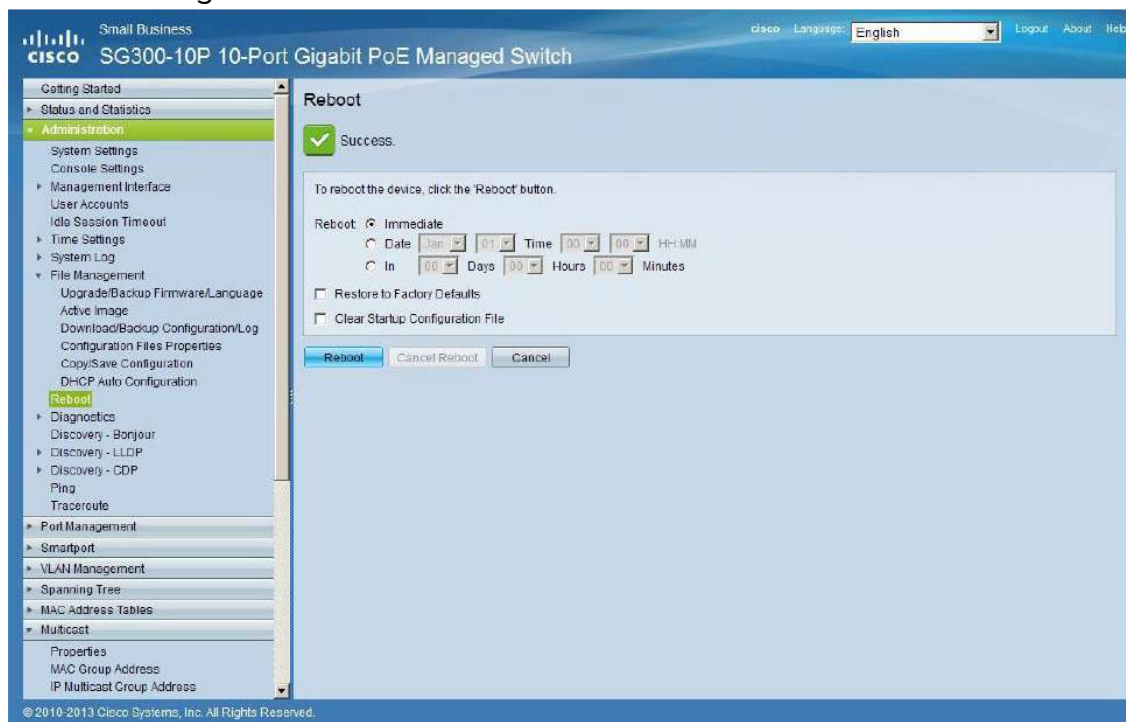 Small Business
cisco Language: English Logout About Help
cisco SG300-10P 10-Port Gigabit PoE Managed Switch
Getting Started
Status and Statistics
Administration
System Settings
Console Settings
Management Interface
User Accounts
Idle Session Timeout
Time Settings
System Log
File Management
Upgrade/Backup Firmware/Language
Active Image
Download/Backup Configuration/Log
Configuration Files Properties
Copy/Save Configuration
DHCP Auto Configuration
Reboot
Diagnostics
Discovery - Bonjour
Discovery - LLDP
Discovery - CDP
Ping
Traceroute
Port Management
Smartport
VLAN Management
Spanning Tree
MAC Address Tables
Multicast
Properties
MAC Group Address
IP Multicast Group Address
Reboot
Success.
To reboot the device, click the 'Reboot' button.
Reboot: Immediate
Date Jan 01 Time 00 00 HH:MM
In 00 Days 00 Hours 00 Minutes
Restore to Factory Defaults
Clear Startup Configuration File
Reboot Cancel Reboot Cancel
© 2010-2013 Cisco Systems, Inc. All Rights Reserved.